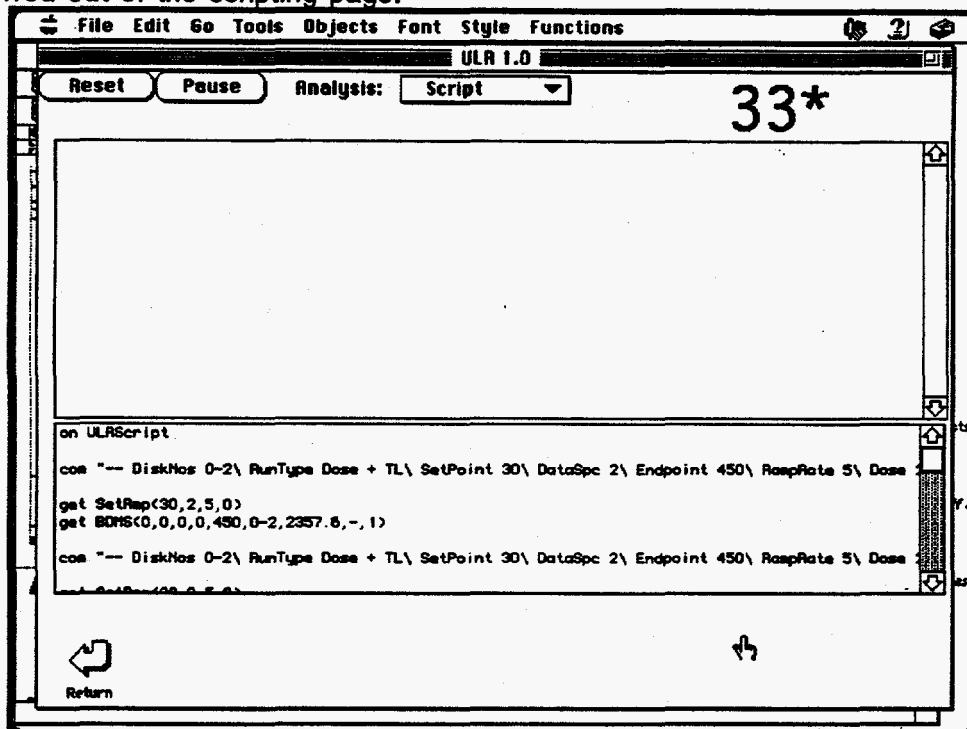 File Edit Go Tools Objects Font Style Functions
ULR 1.0
Reset Pause Analysis: Script 33*
on ULRScript
com "-- DiskNos 0-2\ RunType Dose + TL\ SetPoint 30\ DataSpc 2\ Endpoint 450\ RampRate 5\ Dose
get SetRmp(30,2,5,0)
get BDMS(0,0,0,0,450,0-2,2357.6,-,1)
com "-- DiskNos 0-2\ RunType Dose + TL\ SetPoint 30\ DataSpc 2\ Endpoint 450\ RampRate 5\ Dose
Return